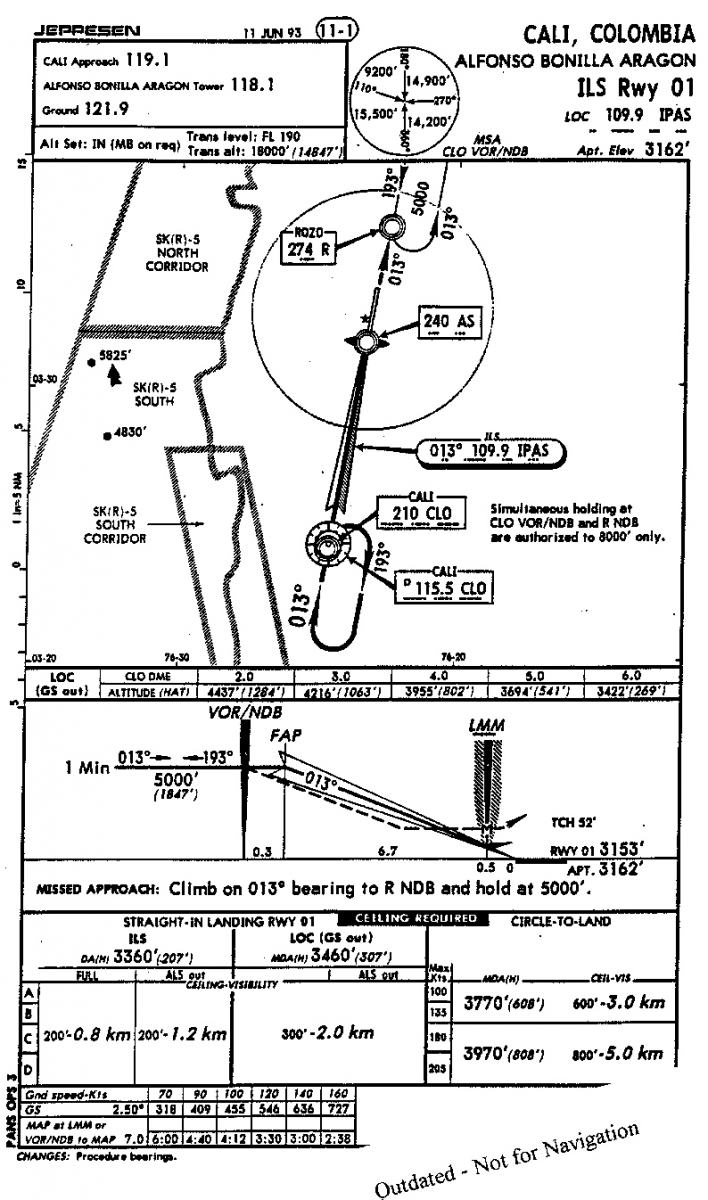 JEPPESEN 11 JUN 93 11-1 CALI, COLOMBIA
ALFONSO BONILLA ARAGON
ILS Rwy 01
LOC 109.9 IPAS
Apt. Elev 3162'
CALI Approach 119.1
ALFONSO BONILLA ARAGON Tower 118.1
Ground 121.9
Alt Set: IN (MB on req) Trans level: FL 190
Trans alt: 18000' (14847')
180°
9200' 14,900'
110° 270°
15,500' 14,200'
360°
MSA
CLO VOR/NDB
15
193°
5000
013°
ROZO
274 R
013°
SK(R)-5
NORTH
CORRIDOR
10
240 AS
5825'
03-30
SK(R)-5
SOUTH
4830'
5
ILS
013° 109.9 IPAS
CALI
210 CLO
Simultaneous holding at
CLO VOR/NDB and R NDB
are authorized to 8000' only.
SK(R)-5
SOUTH
CORRIDOR
1 In=5 NM
0
193°
CALI
D 115.5 CLO
013°
03-20 76-30 76-20
5
LOC
(GS out)
CLO DME 2.0 3.0 4.0 5.0 6.0
ALTITUDE (HAT) 4437'(1284') 4216'(1063') 3955'(802') 3694'(541') 3422'(269')
VOR/NDB
FAP
LMM
1 Min 013° 193°
5000'
(1847')
013°
TCH 52'
0.3 6.7 0.5 0
RWY 01 3153'
APT. 3162'
MISSED APPROACH: Climb on 013° bearing to R NDB and hold at 5000'.
STRAIGHT-IN LANDING RWY 01 CEILING REQUIRED CIRCLE-TO-LAND
ILS LOC (GS out)
DA(H) 3360'(207') MDA(H) 3460'(307')
FULL ALS out ALS out
CEILING-VISIBILITY
Max Kts. MDA(H) CEIL-VIS
A
B
C
D
200'-0.8 km 200'-1.2 km 300'-2.0 km
100
135
3770'(608') 600'-3.0 km
180
205
3970'(808') 800'-5.0 km
PANS OPS 3
Gnd speed-Kts 70 90 100 120 140 160
GS 2.50° 318 409 455 546 636 727
MAP at LMM or
VOR/NDB to MAP 7.0 6:00 4:40 4:12 3:30 3:00 2:38
CHANGES: Procedure bearings.
Outdated - Not for Navigation